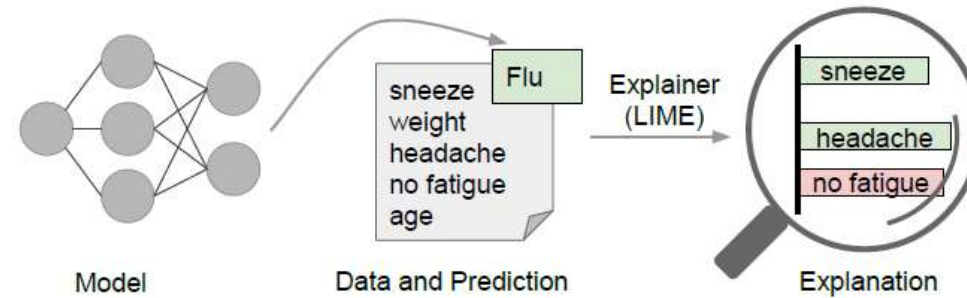 Flu
sneeze
weight
headache
no fatigue
age
Explainer
(LIME)
sneeze
headache
no fatigue
Model
Data and Prediction
Explanation